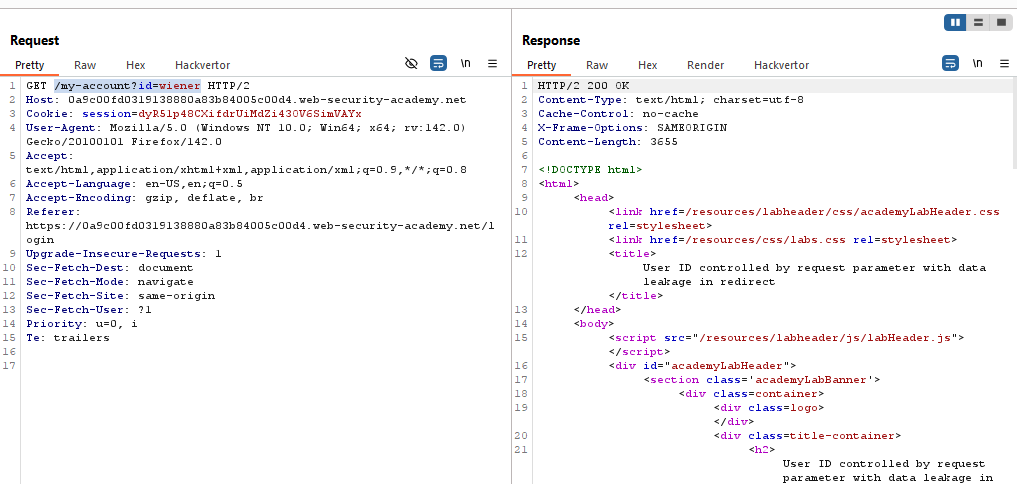 Request
Pretty Raw Hex Hackvertor \n
1 GET /my-account?id=wiener HTTP/2
2 Host: 0a9c00fd0319138880a83b84005c00d4.web-security-academy.net
3 Cookie: session=dyR5lp48CXifdrUiMdZi430V6SimVAYx
4 User-Agent: Mozilla/5.0 (Windows NT 10.0; Win64; x64; rv:142.0)
Gecko/20100101 Firefox/142.0
5 Accept:
text/html,application/xhtml+xml,application/xml;q=0.9,*/*;q=0.8
6 Accept-Language: en-US,en;q=0.5
7 Accept-Encoding: gzip, deflate, br
8 Referer:
https://0a9c00fd0319138880a83b84005c00d4.web-security-academy.net/l
ogin
9 Upgrade-Insecure-Requests: 1
10 Sec-Fetch-Dest: document
11 Sec-Fetch-Mode: navigate
12 Sec-Fetch-Site: same-origin
13 Sec-Fetch-User: ?1
14 Priority: u=0, i
15 Te: trailers
16
17
Response
Pretty Raw Hex Render Hackvertor \n
1 HTTP/2 200 OK
2 Content-Type: text/html; charset=utf-8
3 Cache-Control: no-cache
4 X-Frame-Options: SAMEORIGIN
5 Content-Length: 3655
6
7 <!DOCTYPE html>
8 <html>
9 <head>
10 <link href=/resources/labheader/css/academyLabHeader.css
rel=stylesheet>
11 <link href=/resources/css/labs.css rel=stylesheet>
12 <title>
User ID controlled by request parameter with data
leakage in redirect
</title>
13 </head>
14 <body>
15 <script src="/resources/labheader/js/labHeader.js">
</script>
16 <div id="academyLabHeader">
17 <section class='academyLabBanner'>
18 <div class=container>
19 <div class=logo>
</div>
20 <div class=title-container>
21 <h2>
User ID controlled by request
parameter with data leakage in